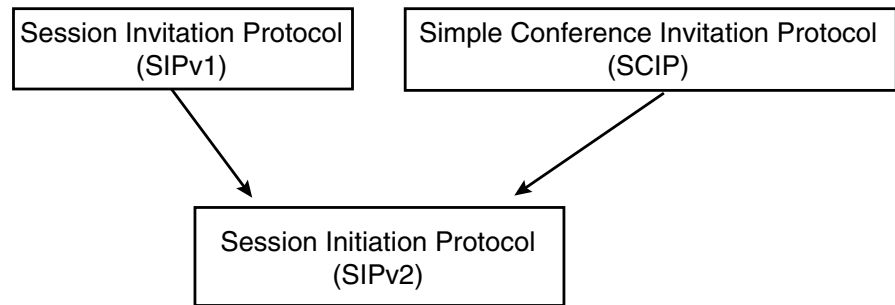 Session Invitation Protocol
(SIPv1)
Simple Conference Invitation Protocol
(SCIP)
Session Initiation Protocol
(SIPv2)